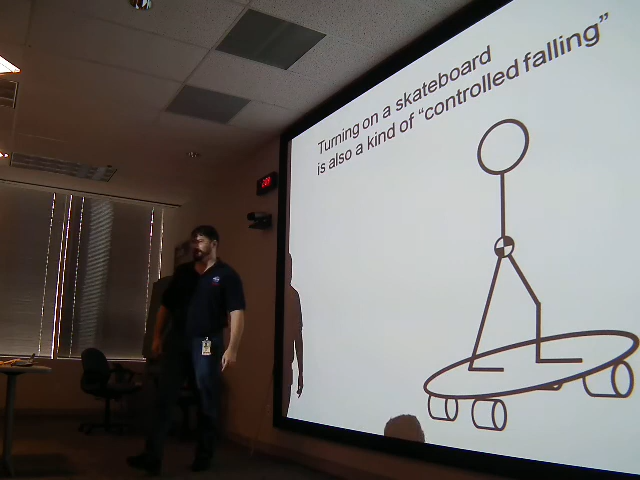 Turning on a skateboard
is also a kind of “controlled falling”